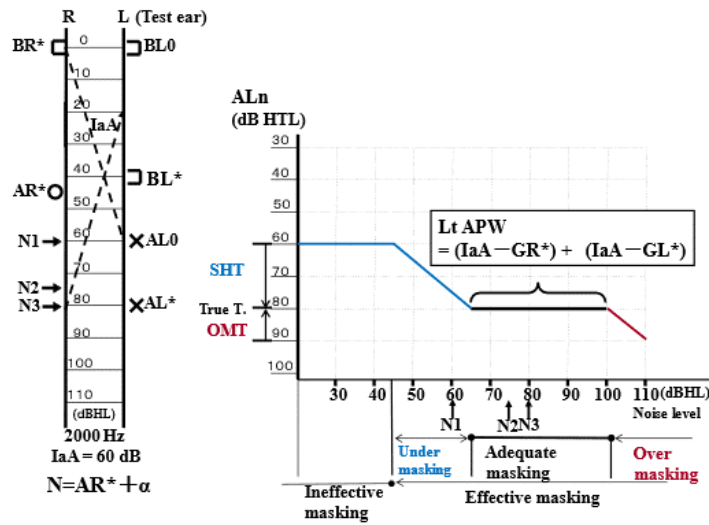 R L (Test ear)
BR* 0 BL0
10
20
IaA
30
40 BL*
AR* 50
N1 60 AL0
70
N2
N3 80 AL*
90
100
110
(dBHL)
2000 Hz
IaA = 60 dB
N=AR*+α
ALn
(dB HTL)
30
40
50
60
SHT
70
True T. 80
OMT
90
100
Lt APW
= (IaA－GR*) + (IaA－GL*)
30 40 50 60 70 80 90 100 110 (dBHL)
N1 N2 N3 Noise level
Under masking
Adequate masking
Over masking
Ineffective masking
Effective masking